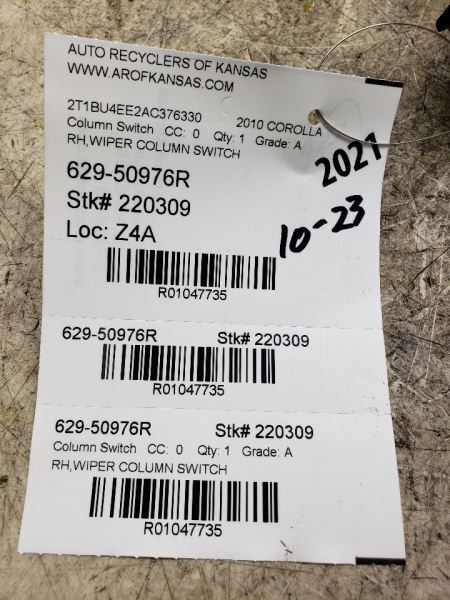 AUTO RECYCLERS OF KANSAS
WWW.AROFKANSAS.COM
2T1BU4EE2AC376330 2010 COROLLA
Column Switch CC: 0 Qty: 1 Grade: A
RH,WIPER COLUMN SWITCH
2021
629-50976R
Stk# 220309
10-23
Loc: Z4A
R01047735
629-50976R Stk# 220309
R01047735
629-50976R Stk# 220309
Column Switch CC: 0 Qty: 1 Grade: A
RH,WIPER COLUMN SWITCH
R01047735